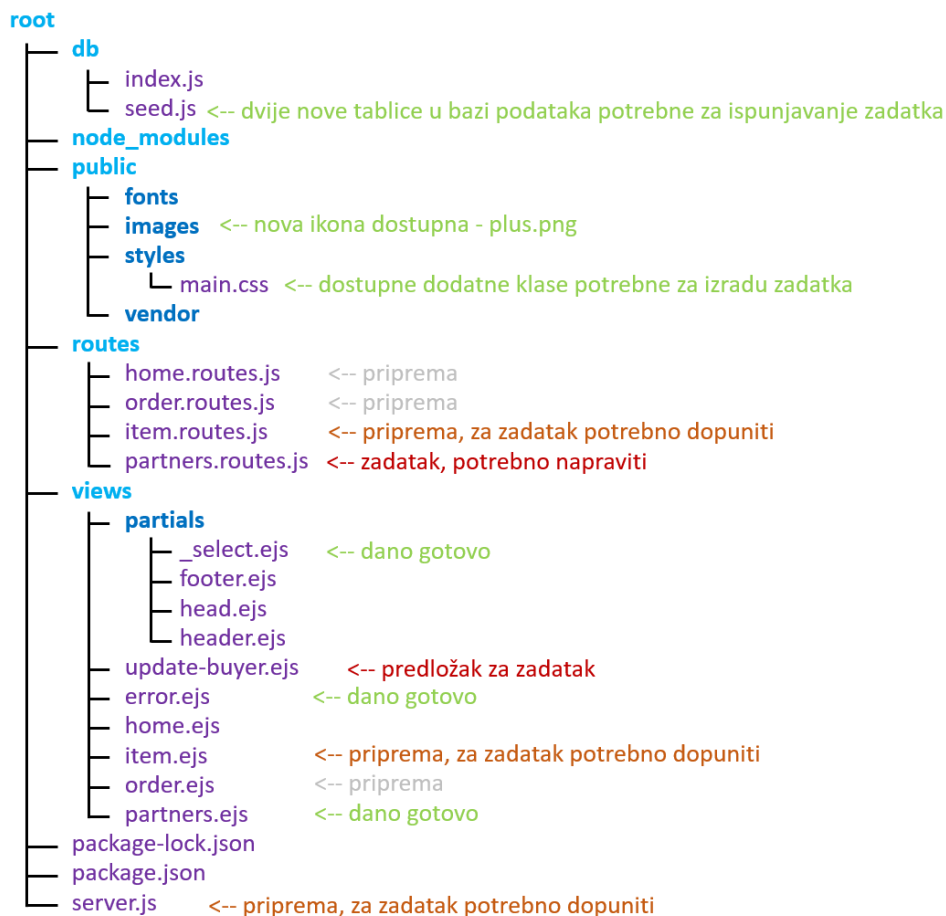 root
db
index.js
seed.js <-- dvije nove tablice u bazi podataka potrebne za ispunjavanje zadatka
node_modules
public
fonts
images <-- nova ikona dostupna - plus.png
styles
main.css <-- dostupne dodatne klase potrebne za izradu zadatka
vendor
routes
home.routes.js <-- priprema
order.routes.js <-- priprema
item.routes.js <-- priprema, za zadatak potrebno dopuniti
partners.routes.js <-- zadatak, potrebno napraviti
views
partials
_select.ejs <-- dano gotovo
footer.ejs
head.ejs
header.ejs
update-buyer.ejs <-- predložak za zadatak
error.ejs <-- dano gotovo
home.ejs
item.ejs <-- priprema, za zadatak potrebno dopuniti
order.ejs <-- priprema
partners.ejs <-- dano gotovo
package-lock.json
package.json
server.js <-- priprema, za zadatak potrebno dopuniti